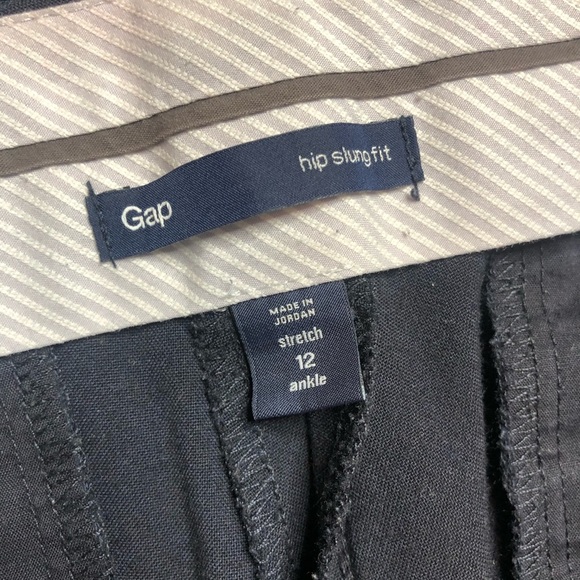 Gap hip slung fit
MADE IN
JORDAN
stretch
12
ankle